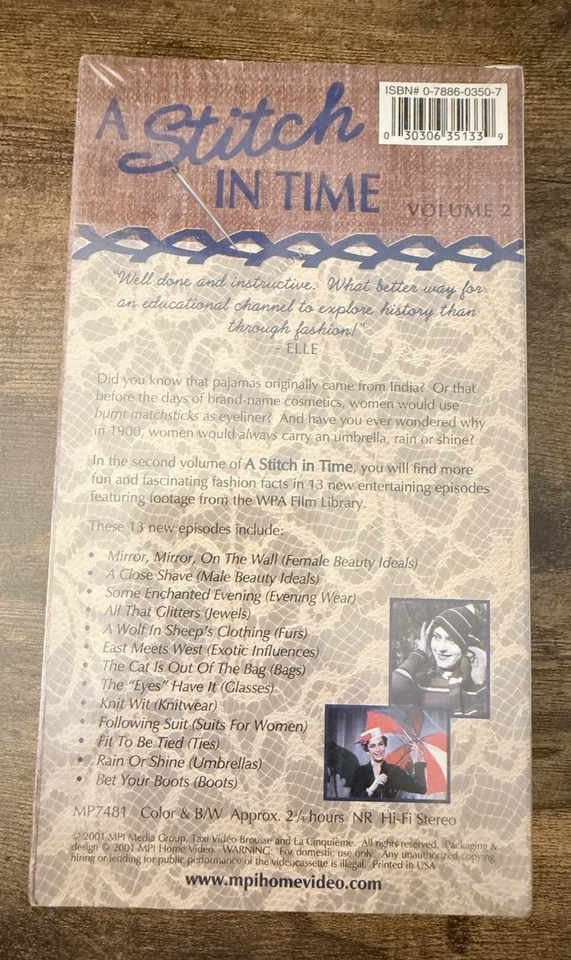 ISBN# 0-7886-0350-7
0 30306 35133 9
A Stitch
IN TIME
VOLUME 2
"Well done and instructive. What better way for
an educational channel to explore history than
through fashion!"
- ELLE
Did you know that pajamas originally came from India? Or that
before the days of brand-name cosmetics, women would use
burnt matchsticks as eyeliner? And have you ever wondered why
in 1900, women would always carry an umbrella, rain or shine?
In the second volume of A Stitch in Time, you will find more
fun and fascinating fashion facts in 13 new entertaining episodes
featuring footage from the WPA Film Library.
These 13 new episodes include:
• Mirror, Mirror, On The Wall (Female Beauty Ideals)
• A Close Shave (Male Beauty Ideals)
• Some Enchanted Evening (Evening Wear)
• All That Glitters (Jewels)
• A Wolf In Sheep's Clothing (Furs)
• East Meets West (Exotic Influences)
• The Cat Is Out Of The Bag (Bags)
• The "Eyes" Have It (Glasses)
• Knit Wit (Knitwear)
• Following Suit (Suits For Women)
• Fit To Be Tied (Ties)
• Rain Or Shine (Umbrellas)
• Bet Your Boots (Boots)
MP7481 Color & B/W Approx. 2¼ hours NR Hi-Fi Stereo
© 2001 MPI Media Group, Taxi Vidéo Brousse and La Cinquième. All rights reserved. Packaging &
design © 2001 MPI Home Video. WARNING: For domestic use only. Any unauthorized copying,
hiring or lending for public performance of the videocassette is illegal. Printed in USA
www.mpihomevideo.com